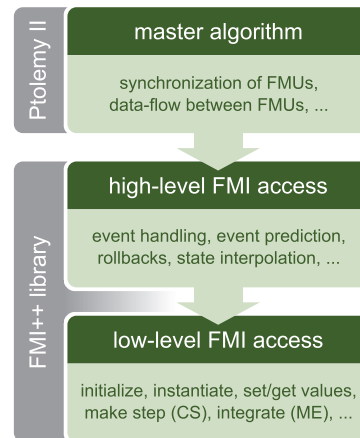 Ptolemy II
master algorithm
synchronization of FMUs,
data-flow between FMUs, ...
FMI++ library
high-level FMI access
event handling, event prediction,
rollbacks, state interpolation, ...
low-level FMI access
initialize, instantiate, set/get values,
make step (CS), integrate (ME), ...